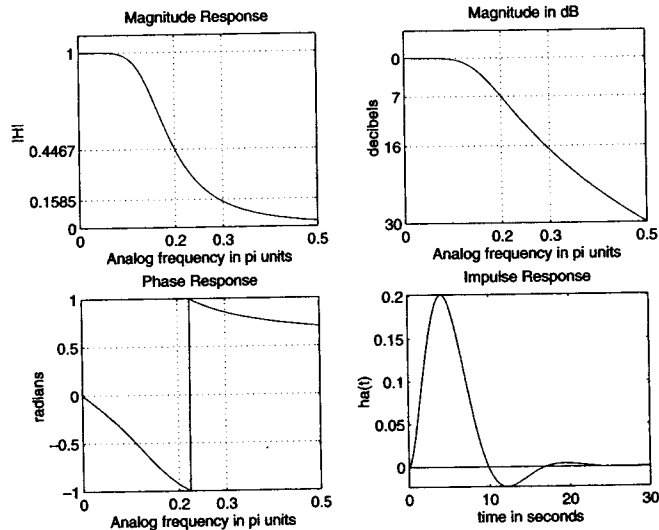 Magnitude Response
1
0.4467
0.1585
0
|H|
0 0.2 0.3 0.5
Analog frequency in pi units
Magnitude in dB
0
7
16
30
decibels
0 0.2 0.3 0.5
Analog frequency in pi units
Phase Response
1
0.5
0
-0.5
-1
radians
0 0.2 0.3 0.5
Analog frequency in pi units
Impulse Response
0.2
0.15
0.1
0.05
0
ha(t)
0 10 20 30
time in seconds